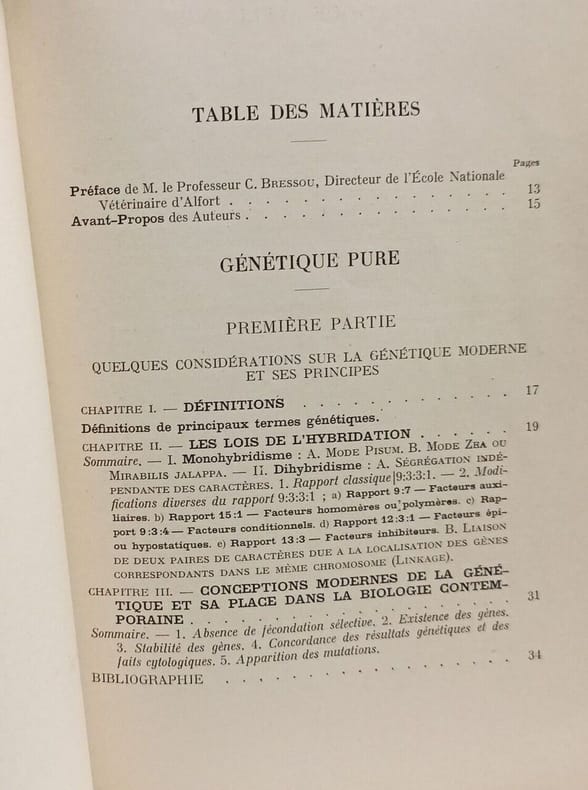 TABLE DES MATIÈRES
Pages
Préface de M. le Professeur C. BRESSOU, Directeur de l'École Nationale
Vétérinaire d'Alfort . . . . . . . . . . . . . . 13
Avant-Propos des Auteurs . . . . . . . . . . . . . . 15
GÉNÉTIQUE PURE
PREMIÈRE PARTIE
QUELQUES CONSIDÉRATIONS SUR LA GÉNÉTIQUE MODERNE
ET SES PRINCIPES
CHAPITRE I. — DÉFINITIONS . . . . . . . . . . . . 17
Définitions de principaux termes génétiques.
CHAPITRE II. — LES LOIS DE L'HYBRIDATION . . . . . . 19
Sommaire. — I. Monohybridisme : A. MODE PISUM. B. MODE ZEA OU
MIRABILIS JALAPPA. — II. Dihybridisme : A. SÉGRÉGATION INDÉ-
PENDANTE DES CARACTÈRES. 1. Rapport classique 9:3:3:1. — 2. Modi-
fications diverses du rapport 9:3:3:1 ; a) Rapport 9:7 — Facteurs auxi-
liaires. b) Rapport 15:1 — Facteurs homomères ou polymères. c) Rap-
port 9:3:4 — Facteurs conditionnels. d) Rapport 12:3:1 — Facteurs épi-
ou hypostatiques. e) Rapport 13:3 — Facteurs inhibiteurs. B. LIAISON
DE DEUX PAIRES DE CARACTÈRES DUE A LA LOCALISATION DES GÈNES
CORRESPONDANTS DANS LE MÊME CHROMOSOME (LINKAGE).
CHAPITRE III. — CONCEPTIONS MODERNES DE LA GÉNÉ-
TIQUE ET SA PLACE DANS LA BIOLOGIE CONTEM-
PORAINE . . . . . . . . . . . . . . . . 31
Sommaire. — 1. Absence de fécondation sélective. 2. Existence des gènes.
3. Stabilité des gènes. 4. Concordance des résultats génétiques et des
faits cytologiques. 5. Apparition des mutations.
BIBLIOGRAPHIE . . . . . . . . . . . . . . 34